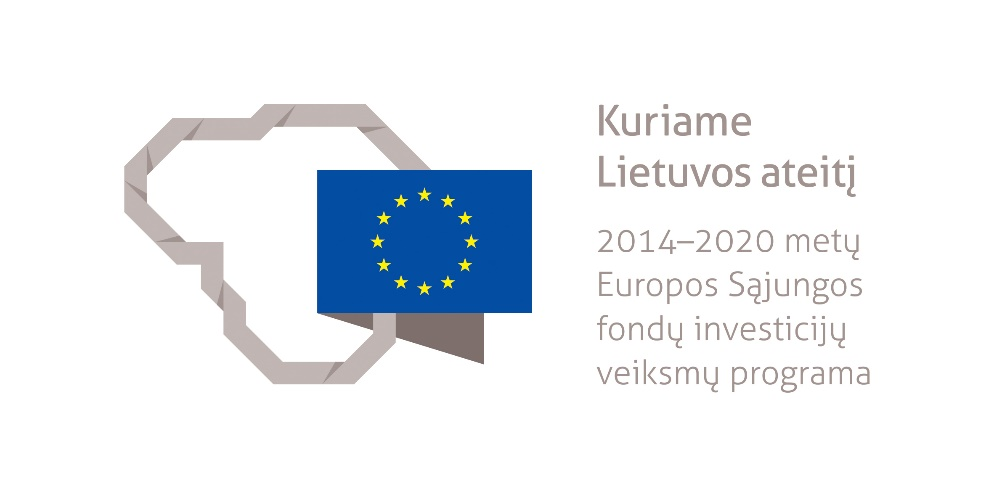 Kuriame
Lietuvos ateitį
2014–2020 metų
Europos Sąjungos
fondų investicijų
veiksmų programa